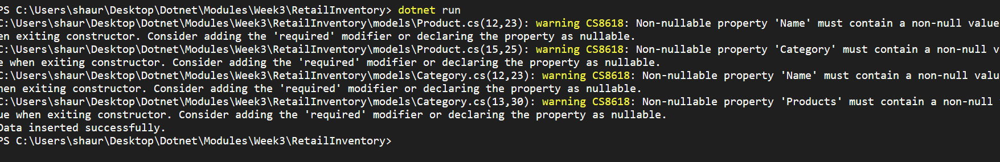 PS C:\Users\shaur\Desktop\Dotnet\Modules\Week3\RetailInventory> dotnet run
C:\Users\shaur\Desktop\Dotnet\Modules\Week3\RetailInventory\models\Product.cs(12,23): warning CS8618: Non-nullable property 'Name' must contain a non-null value
en exiting constructor. Consider adding the 'required' modifier or declaring the property as nullable.
C:\Users\shaur\Desktop\Dotnet\Modules\Week3\RetailInventory\models\Product.cs(15,25): warning CS8618: Non-nullable property 'Category' must contain a non-null v
e when exiting constructor. Consider adding the 'required' modifier or declaring the property as nullable.
C:\Users\shaur\Desktop\Dotnet\Modules\Week3\RetailInventory\models\Category.cs(12,23): warning CS8618: Non-nullable property 'Name' must contain a non-null valu
hen exiting constructor. Consider adding the 'required' modifier or declaring the property as nullable.
C:\Users\shaur\Desktop\Dotnet\Modules\Week3\RetailInventory\models\Category.cs(13,30): warning CS8618: Non-nullable property 'Products' must contain a non-null
ue when exiting constructor. Consider adding the 'required' modifier or declaring the property as nullable.
Data inserted successfully.
PS C:\Users\shaur\Desktop\Dotnet\Modules\Week3\RetailInventory>